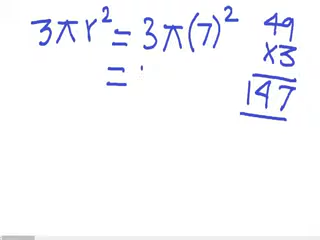 3πr² = 3π(7)²
=
49
x3
147